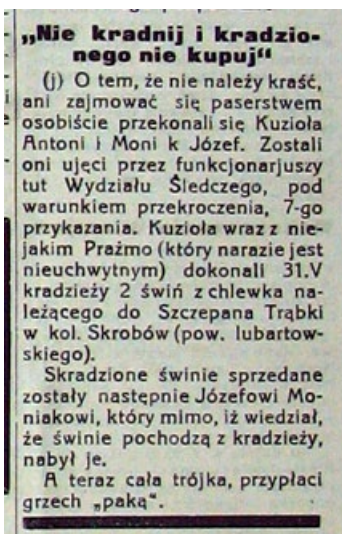 „Nie kradnij i kradzio-
nego nie kupuj“
(j) O tem, że nie należy kraść,
ani zajmować się paserstwem
osobiście przekonali się Kuzioła
Antoni i Moni k Józef. Zostali
oni ujęci przez funkcjonarjuszy
tut Wydziału Śledczego, pod
warunkiem przekroczenia, 7-go
przykazania. Kuzioła wraz z nie-
jakim Prażmo (który narazie jest
nieuchwytnym) dokonali 31.V
kradzieży 2 świń z chlewka na-
leżącego do Szczepana Trąbki
w kol. Skrobów (pow. lubartow-
skiego).
Skradzione świnie sprzedane
zostały następnie Józefowi Mo-
niakowi, który mimo, iż wiedział,
że świnie pochodzą z kradzieży,
nabył je.
A teraz cała trójka, przypłaci
grzech „paką“.